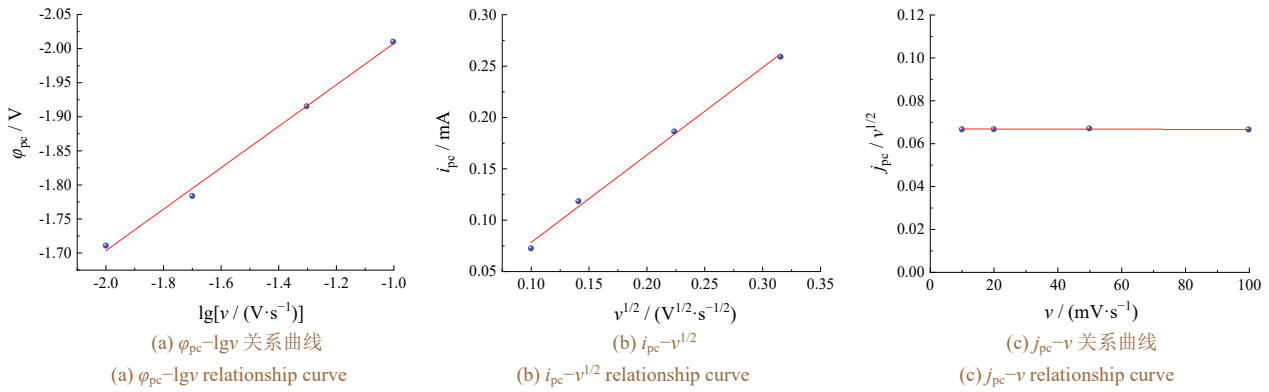 -2.05
-2.00
-1.95
-1.90
-1.85
-1.80
-1.75
-1.70
φpc / V
-2.0 -1.8 -1.6 -1.4 -1.2 -1.0
lg[v / (V·s⁻¹)]
(a) φpc−lgv 关系曲线
(a) φpc−lgv relationship curve
0.30
0.25
0.20
0.15
0.10
0.05
ipc / mA
0.10 0.15 0.20 0.25 0.30 0.35
v1/2 / (V1/2·s−1/2)
(b) ipc−v1/2
(b) ipc−v1/2 relationship curve
0.12
0.10
0.08
0.06
0.04
0.02
0.00
jpc / v1/2
0 20 40 60 80 100
v / (mV·s⁻¹)
(c) jpc−v 关系曲线
(c) jpc−v relationship curve